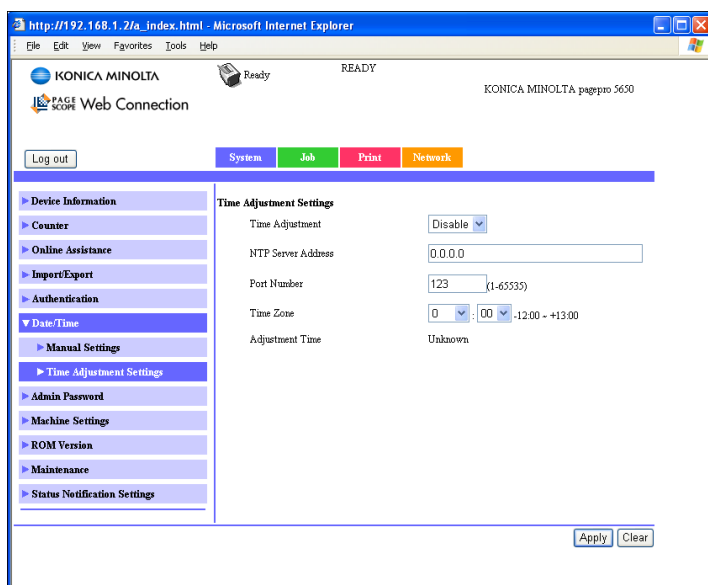 http://192.168.1.2/a_index.html - Microsoft Internet Explorer
File Edit View Favorites Tools Help
KONICA MINOLTA
Ready
READY
KONICA MINOLTA pagepro 5650
PAGE SCOPE Web Connection
Log out
System Job Print Network
Device Information
Counter
Online Assistance
Import/Export
Authentication
Date/Time
Manual Settings
Time Adjustment Settings
Admin Password
Machine Settings
ROM Version
Maintenance
Status Notification Settings
Time Adjustment Settings
Time Adjustment Disable
NTP Server Address 0.0.0.0
Port Number 123 (1-65535)
Time Zone 0 : 00 -12:00 ~ +13:00
Adjustment Time Unknown
Apply Clear